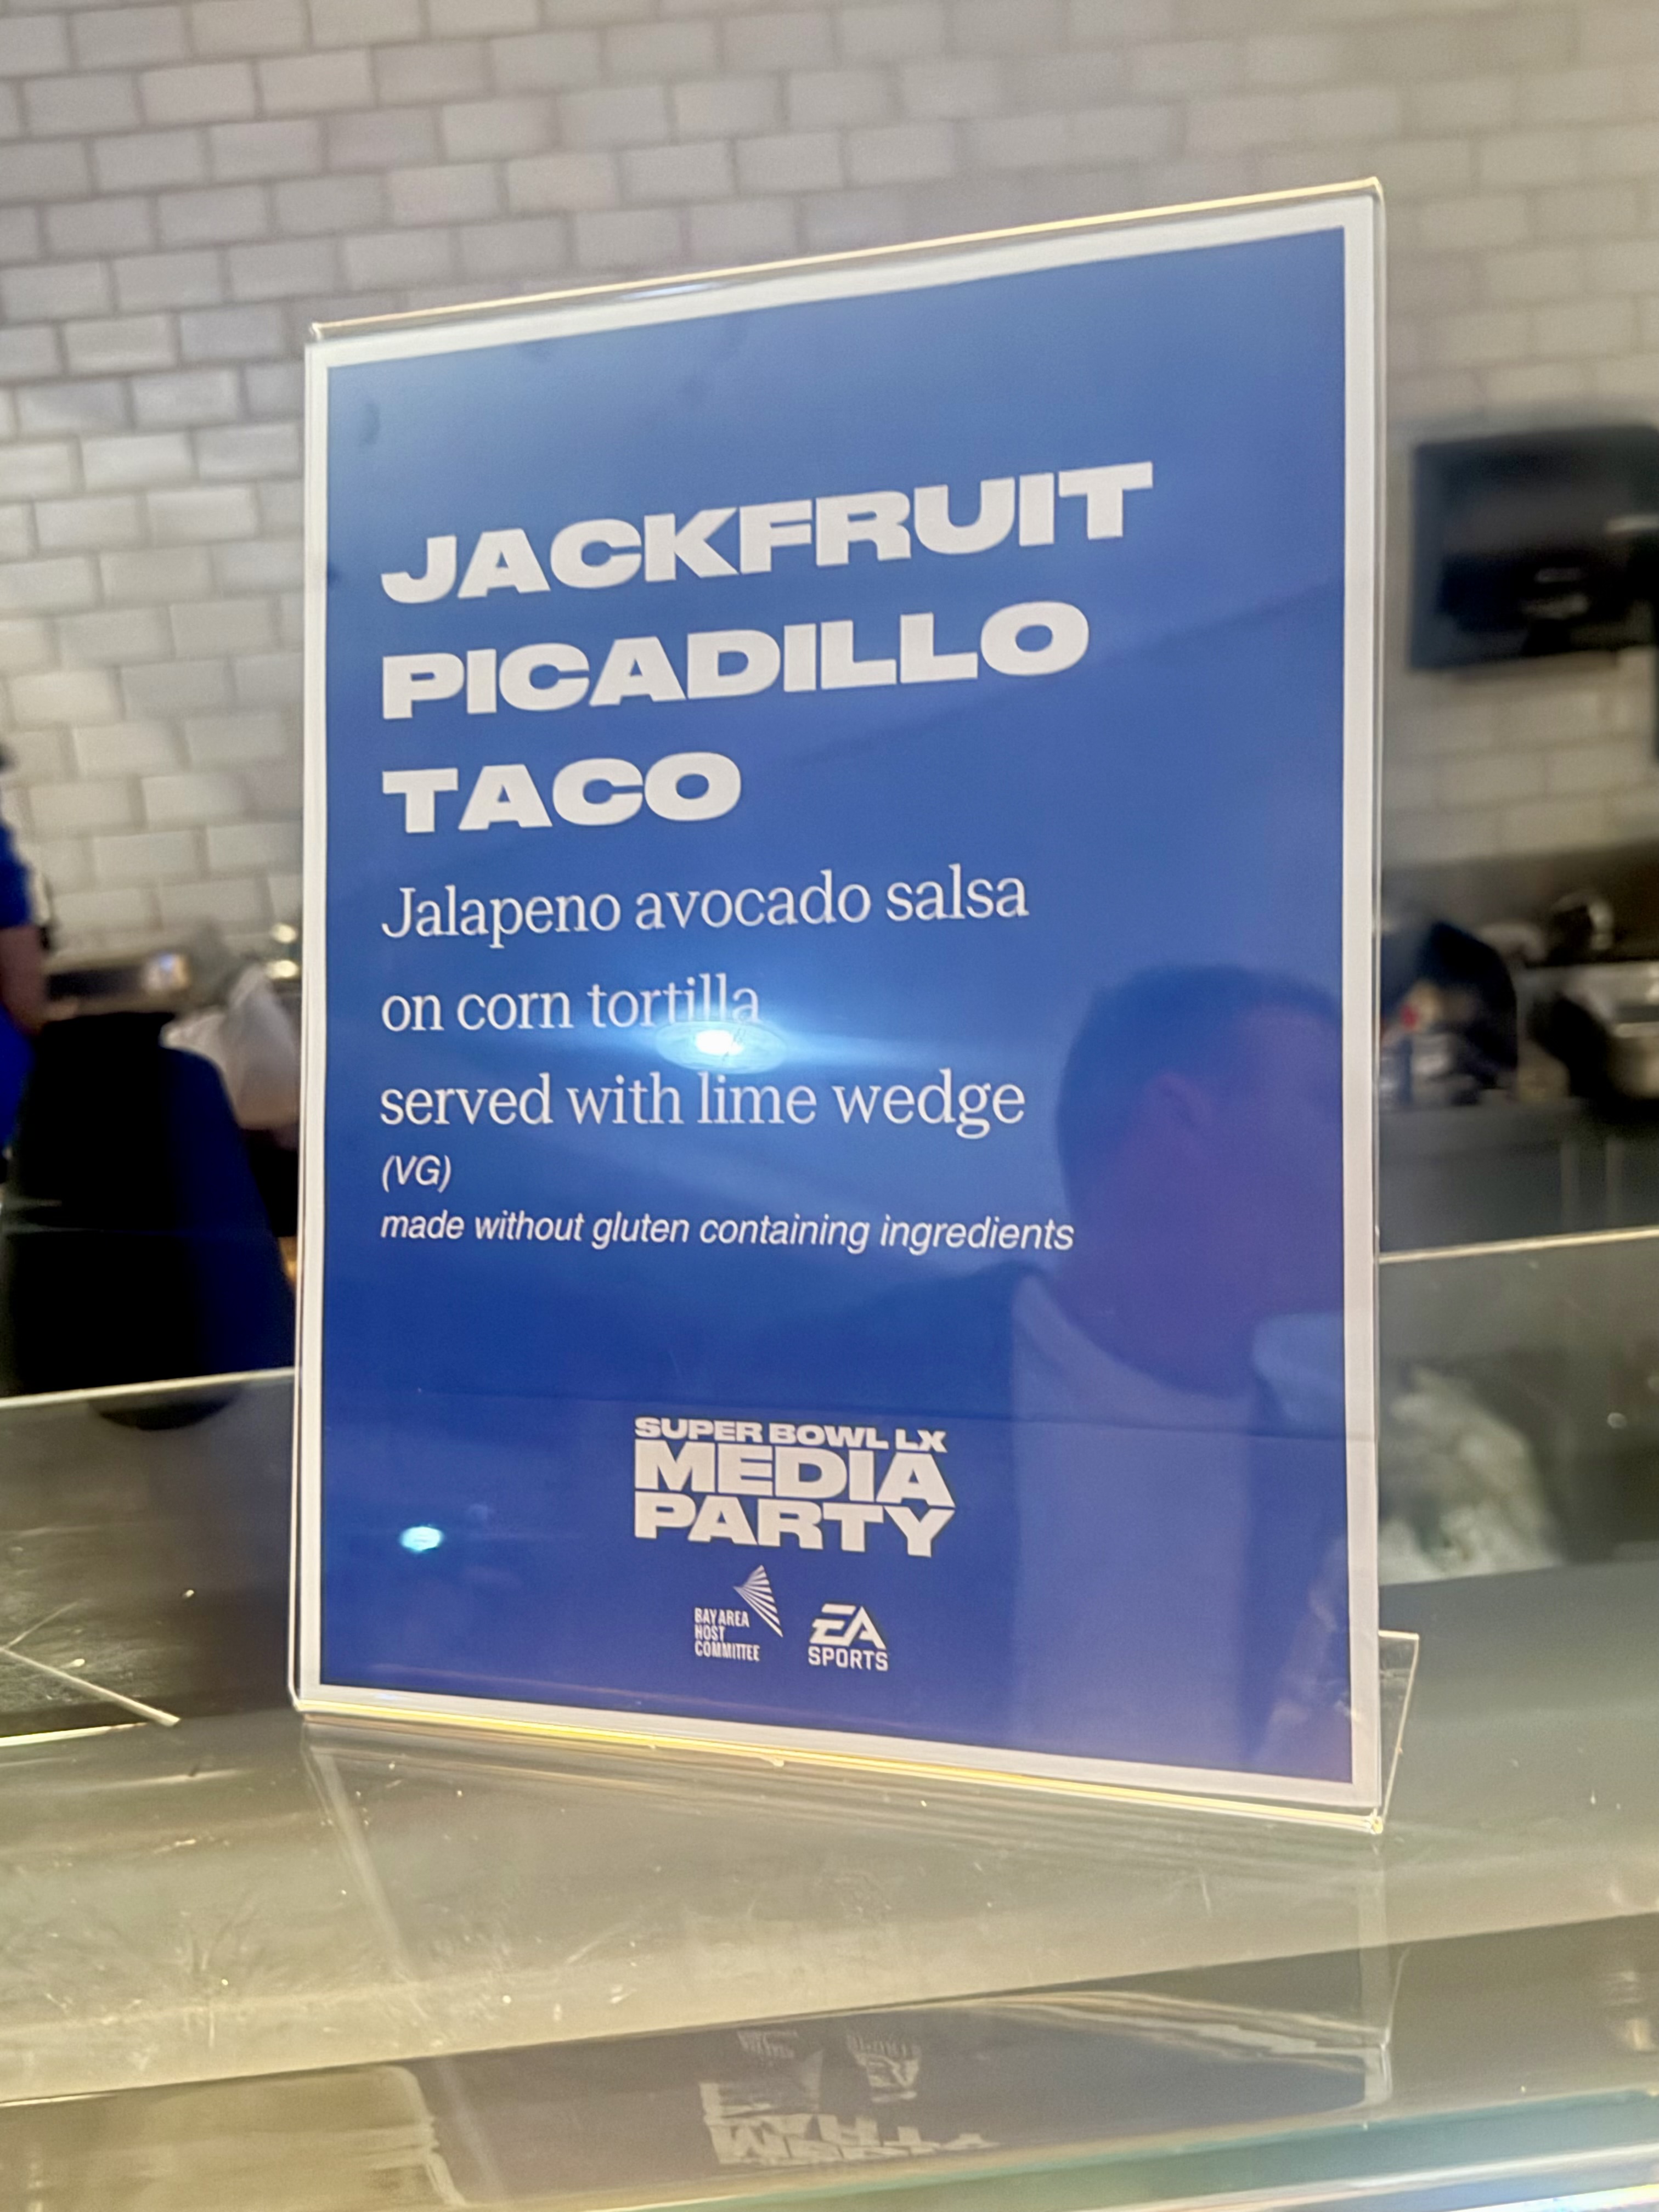 JACKFRUIT
PICADILLO
TACO
Jalapeno avocado salsa
on corn tortilla
served with lime wedge
(VG)
made without gluten containing ingredients
SUPER BOWL LX
MEDIA
PARTY
BAY AREA
HOST
COMMITTEE
EA
SPORTS